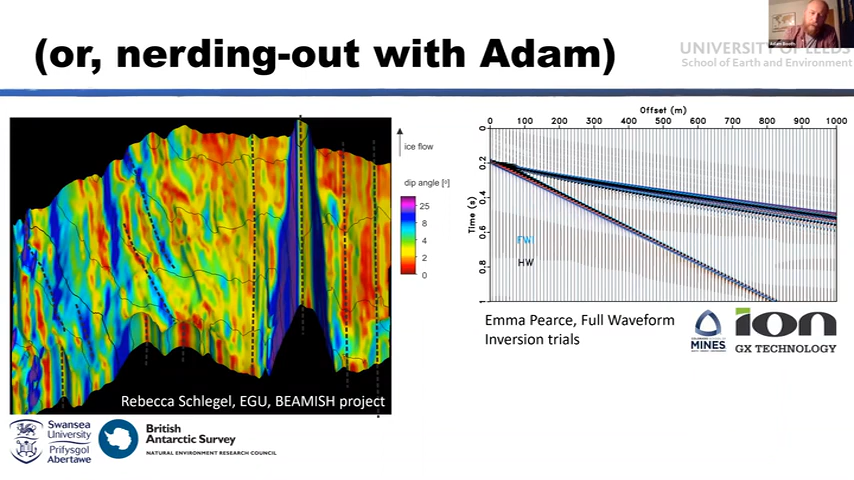 (or, nerding-out with Adam)
UNIVERSITY OF LEEDS
School of Earth and Environment
Adam Booth
ice flow
dip angle [º]
25
8
4
2
0
Rebecca Schlegel, EGU, BEAMISH project
Offset (m)
0 100 200 300 400 500 600 700 800 900 1000
Time (s)
0
0.2
0.4
0.6
0.8
1
FWI
HW
Emma Pearce, Full Waveform
Inversion trials
MINES
ion
GX TECHNOLOGY
Swansea
University
Prifysgol
Abertawe
British
Antarctic Survey
NATURAL ENVIRONMENT RESEARCH COUNCIL